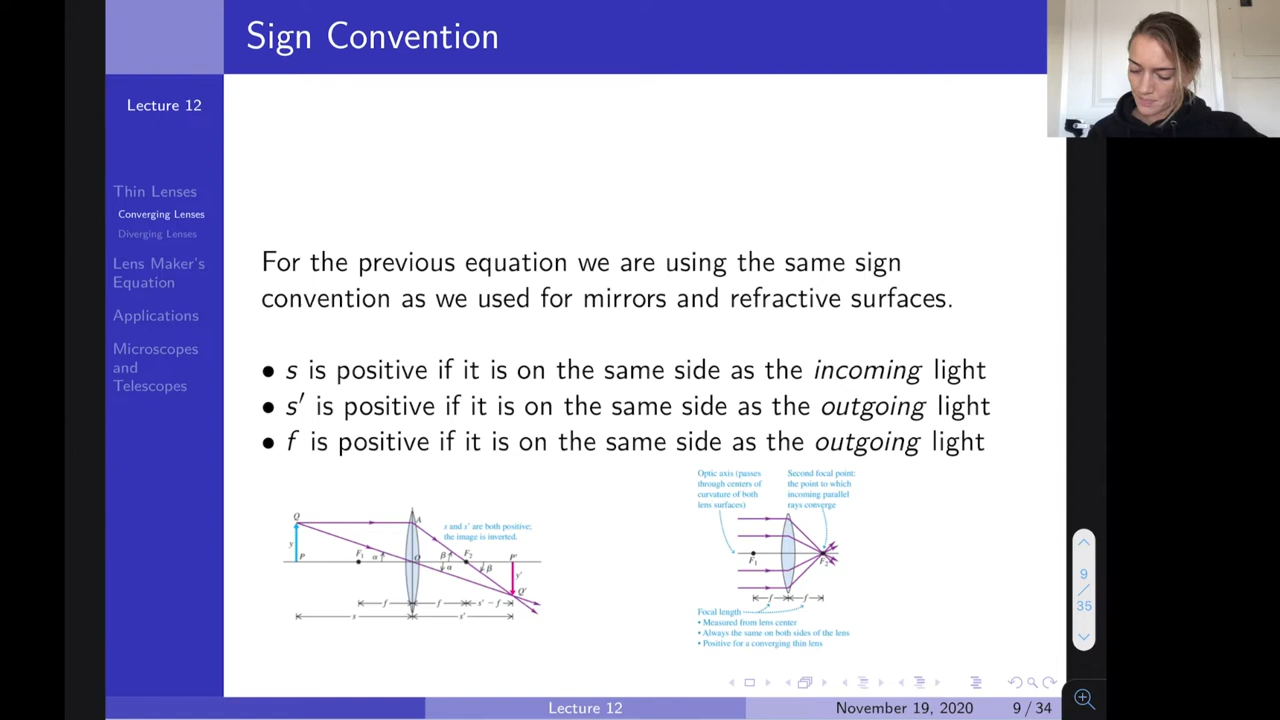 Sign Convention
Lecture 12
Thin Lenses
Converging Lenses
Diverging Lenses
Lens Maker's
Equation
Applications
Microscopes
and
Telescopes
For the previous equation we are using the same sign
convention as we used for mirrors and refractive surfaces.
• s is positive if it is on the same side as the incoming light
• s′ is positive if it is on the same side as the outgoing light
• f is positive if it is on the same side as the outgoing light
Q
A
s and s′ are both positive;
the image is inverted.
y
P
F₁
α
O
β
α
F₂
β
P′
y′
Q′
f
f
s′ − f
s
s′
Optic axis (passes
through centers of
curvature of both
lens surfaces)
Second focal point:
the point to which
incoming parallel
rays converge
F₁
F₂
f
f
Focal length
• Measured from lens center
• Always the same on both sides of the lens
• Positive for a converging thin lens
9
/
35
Lecture 12
November 19, 2020
9 / 34